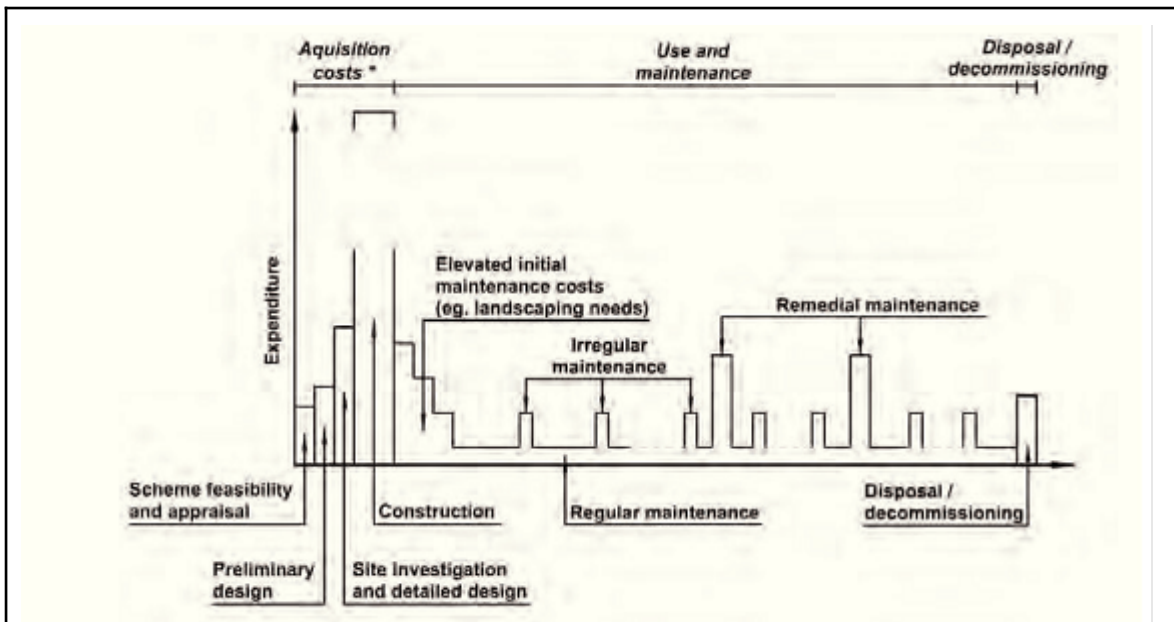 Aquisition
costs *
Use and
maintenance
Disposal /
decommissioning
Expenditure
Elevated initial
maintenance costs
(eg. landscaping needs)
Irregular
maintenance
Remedial maintenance
Scheme feasibility
and appraisal
Construction
Regular maintenance
Disposal /
decommissioning
Preliminary
design
Site Investigation
and detailed design